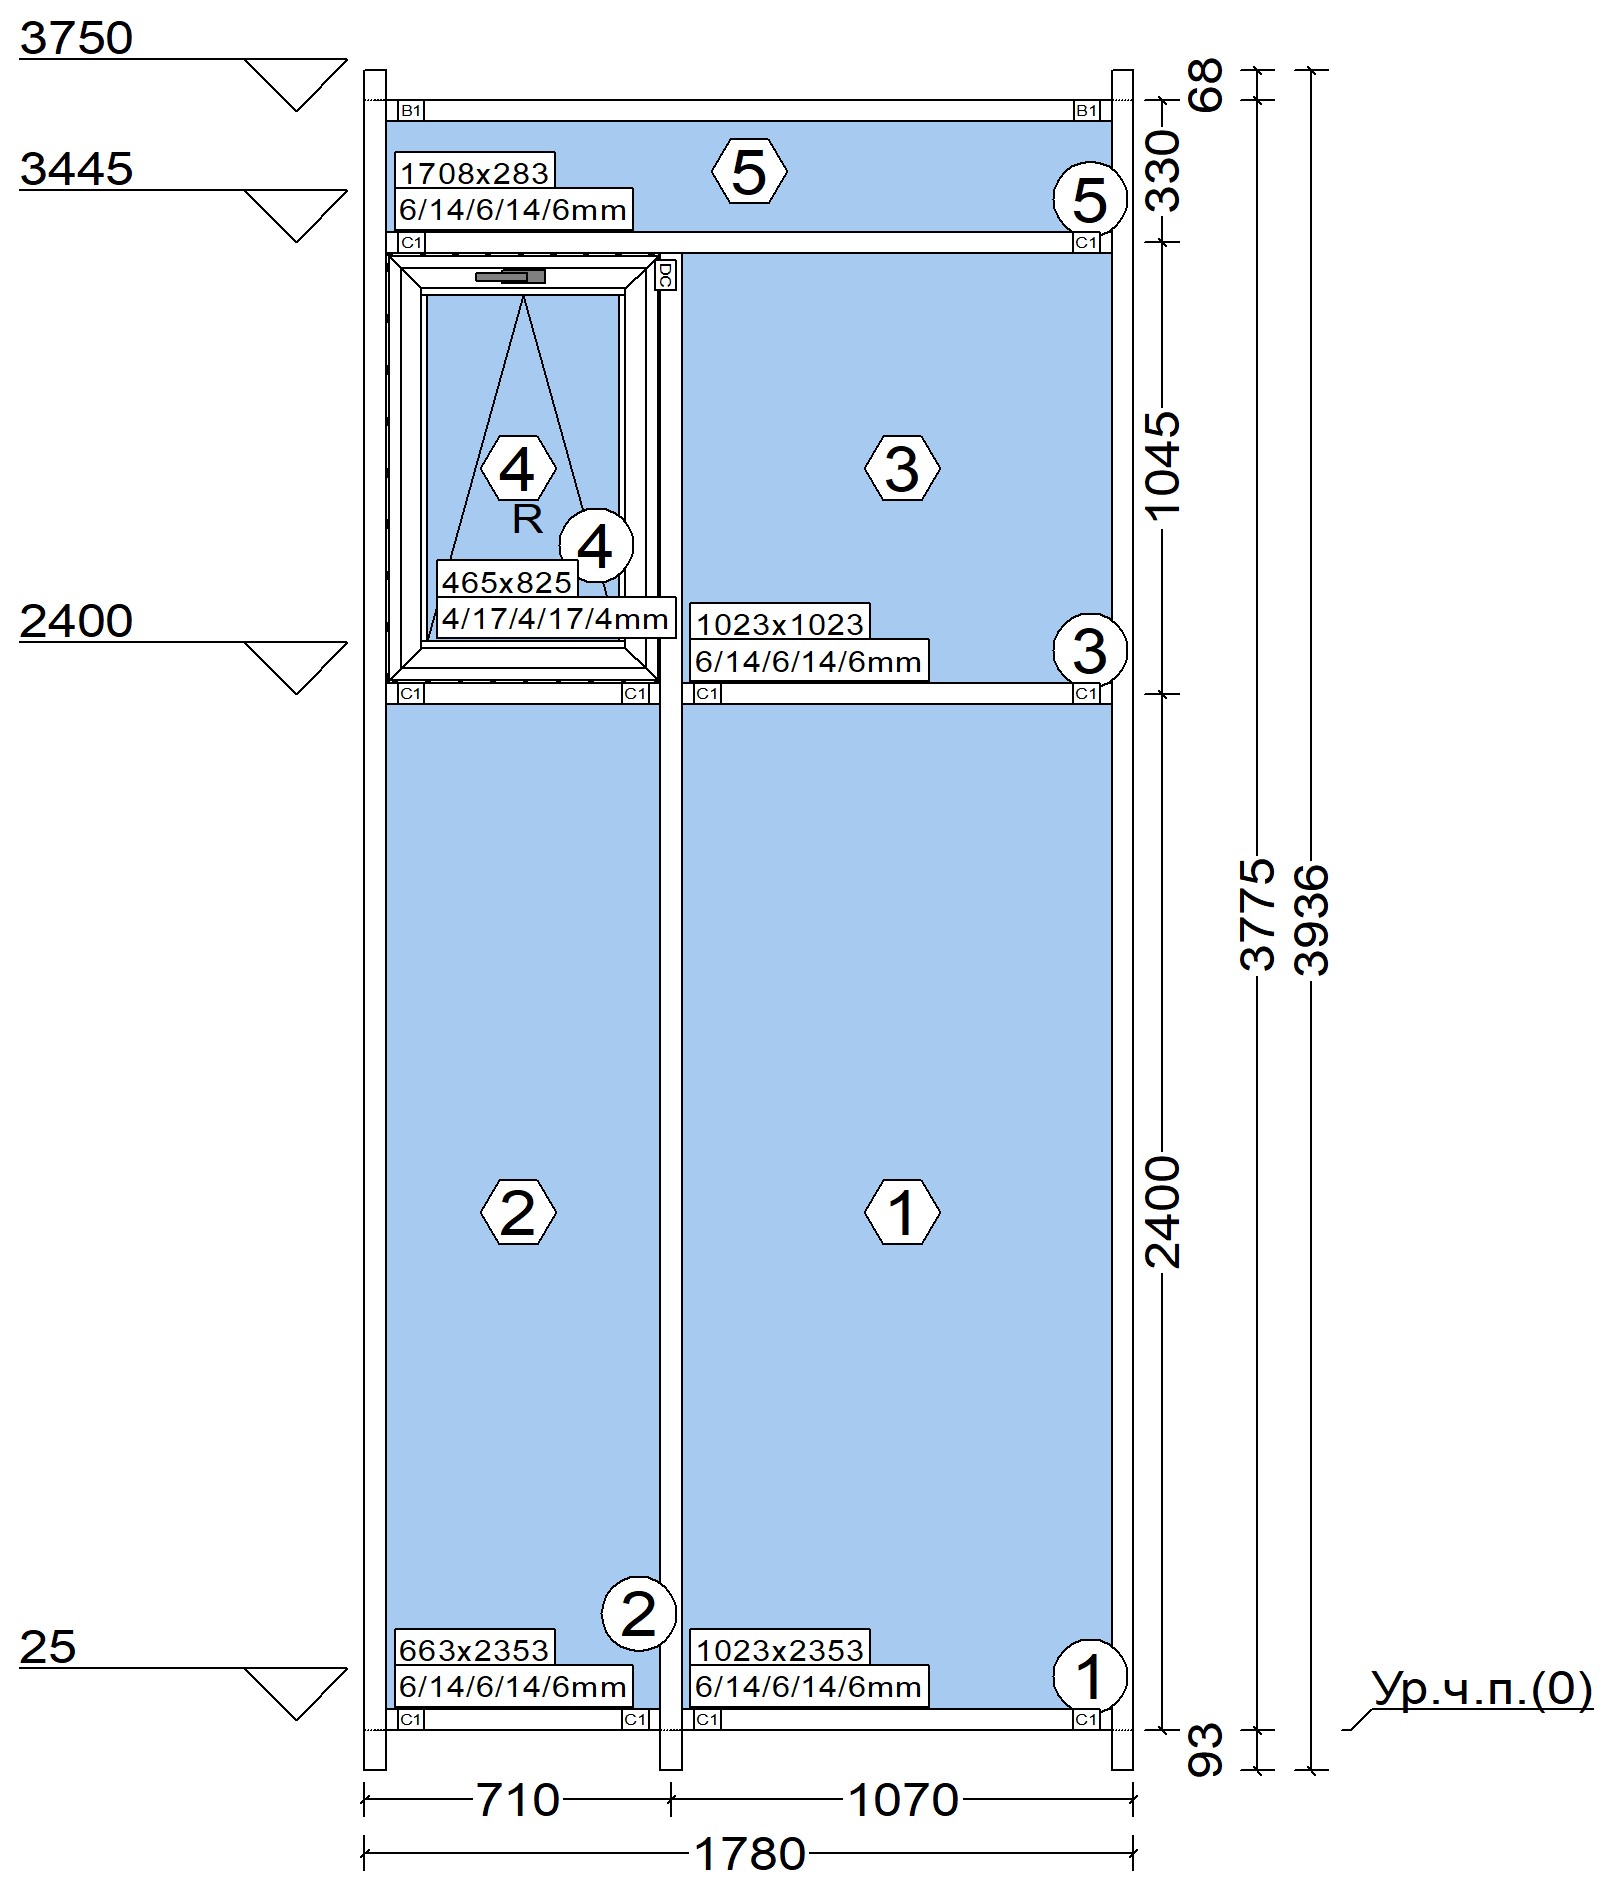 3750
68
B1
B1
5
330
3445
1708x283
5
6/14/6/14/6mm
C1
C1
DC
4
3
1045
R
4
465x825
2400
4/17/4/17/4mm
1023x1023
3
6/14/6/14/6mm
C1
C1
C1
C1
3775
3936
2
1
2400
2
25
663x2353
1023x2353
1
6/14/6/14/6mm
6/14/6/14/6mm
Ур.ч.п.(0)
C1
C1
C1
C1
93
710
1070
1780